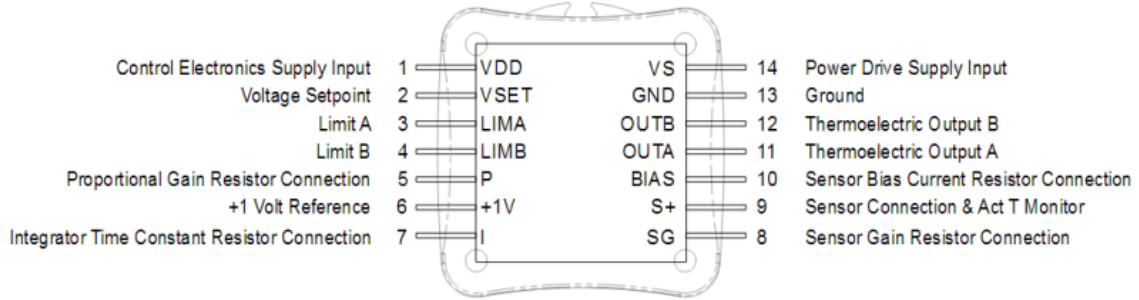 Control Electronics Supply Input 1 VDD VS 14 Power Drive Supply Input
Voltage Setpoint 2 VSET GND 13 Ground
Limit A 3 LIMA OUTB 12 Thermoelectric Output B
Limit B 4 LIMB OUTA 11 Thermoelectric Output A
Proportional Gain Resistor Connection 5 P BIAS 10 Sensor Bias Current Resistor Connection
+1 Volt Reference 6 +1V S+ 9 Sensor Connection & Act T Monitor
Integrator Time Constant Resistor Connection 7 I SG 8 Sensor Gain Resistor Connection